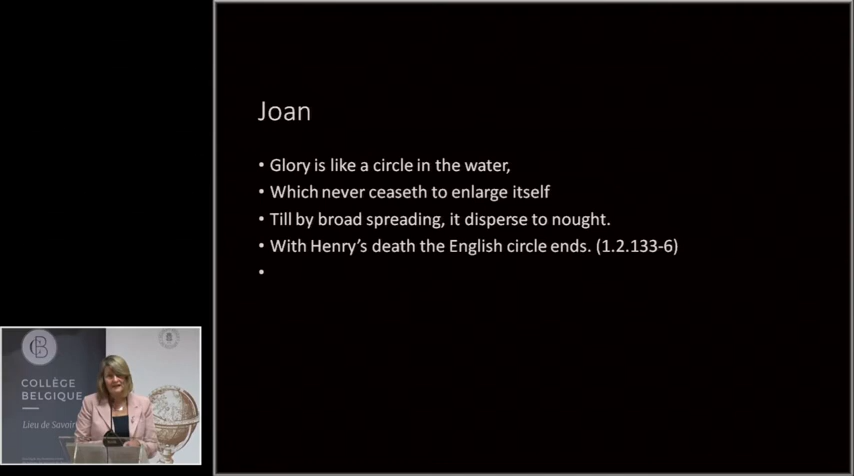 Joan
• Glory is like a circle in the water,
• Which never ceaseth to enlarge itself
• Till by broad spreading, it disperse to nought.
• With Henry's death the English circle ends. (1.2.133-6)
•
CB
COLLÈGE
BELGIQUE
Lieu de Savoir